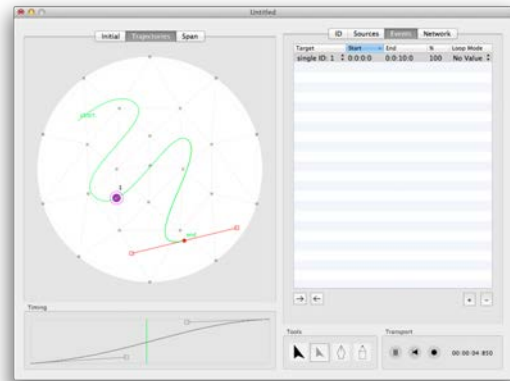 Untitled
Initial Trajectories Span
ID Sources Events Network
Target Start End % Loop Mode
single ID: 1 0:0:0:0 0:0:10:0 100 No Value
start
1
end
Timing
Tools
Transport
00:00:04:850